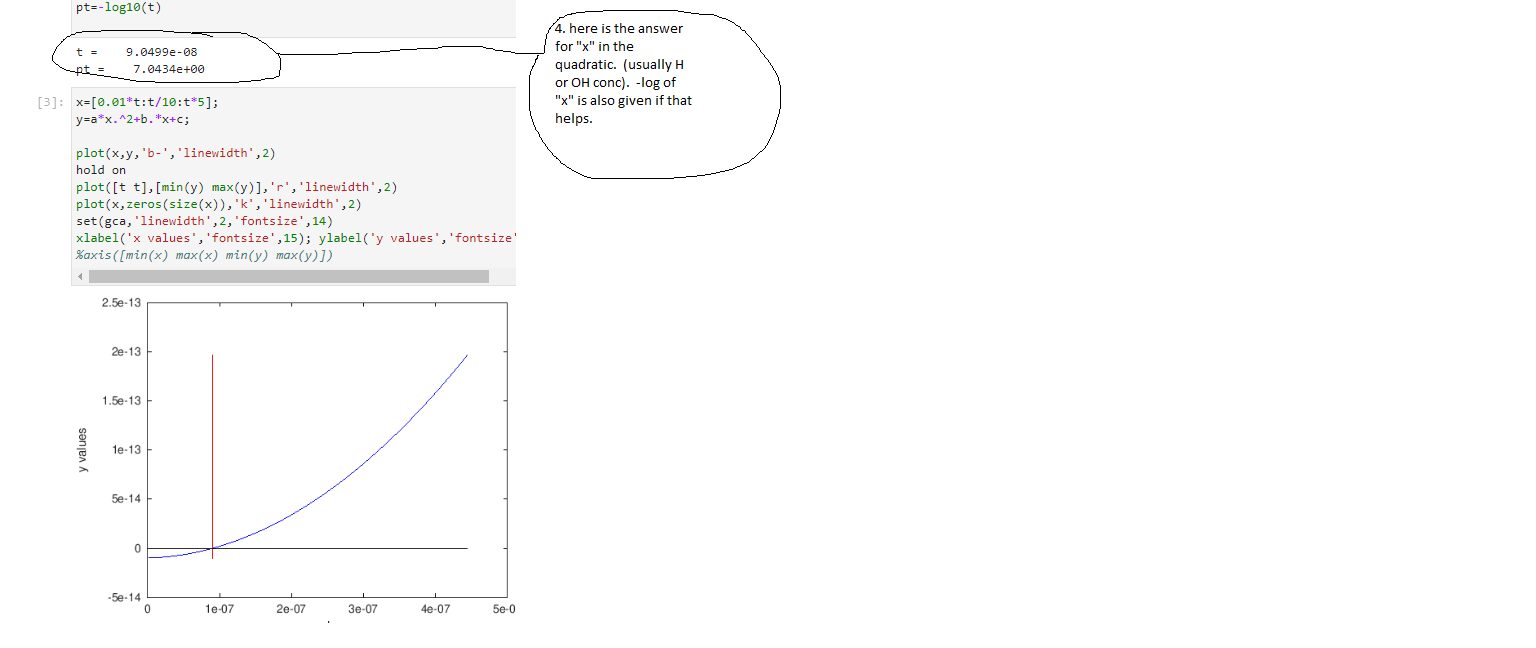 pt=-log10(t)
t =    9.0499e-08
pt =    7.0434e+00
4. here is the answer
for "x" in the
quadratic.  (usually H
or OH conc).  -log of
"x" is also given if that
helps.
[3]:
x=[0.01*t:t/10:t*5];
y=a*x.^2+b.*x+c;
plot(x,y,'b-','linewidth',2)
hold on
plot([t t],[min(y) max(y)],'r','linewidth',2)
plot(x,zeros(size(x)),'k','linewidth',2)
set(gca,'linewidth',2,'fontsize',14)
xlabel('x values','fontsize',15); ylabel('y values','fontsize'
%axis([min(x) max(x) min(y) max(y)])
2.5e-13
2e-13
1.5e-13
1e-13
5e-14
0
-5e-14
y values
0 1e-07 2e-07 3e-07 4e-07 5e-0